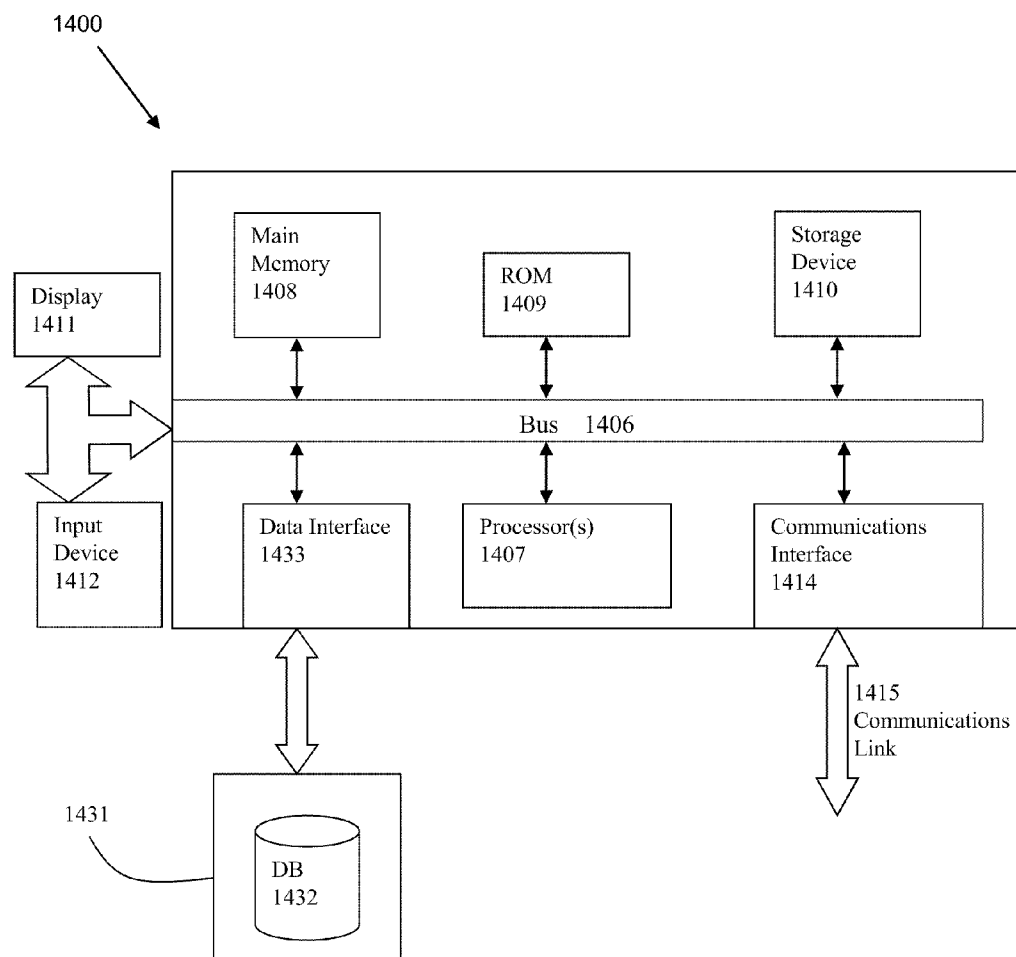 1400
Main
Memory
1408
ROM
1409
Storage
Device
1410
Display
1411
Bus 1406
Input
Device
1412
Data Interface
1433
Processor(s)
1407
Communications
Interface
1414
1415
Communications
Link
1431
DB
1432